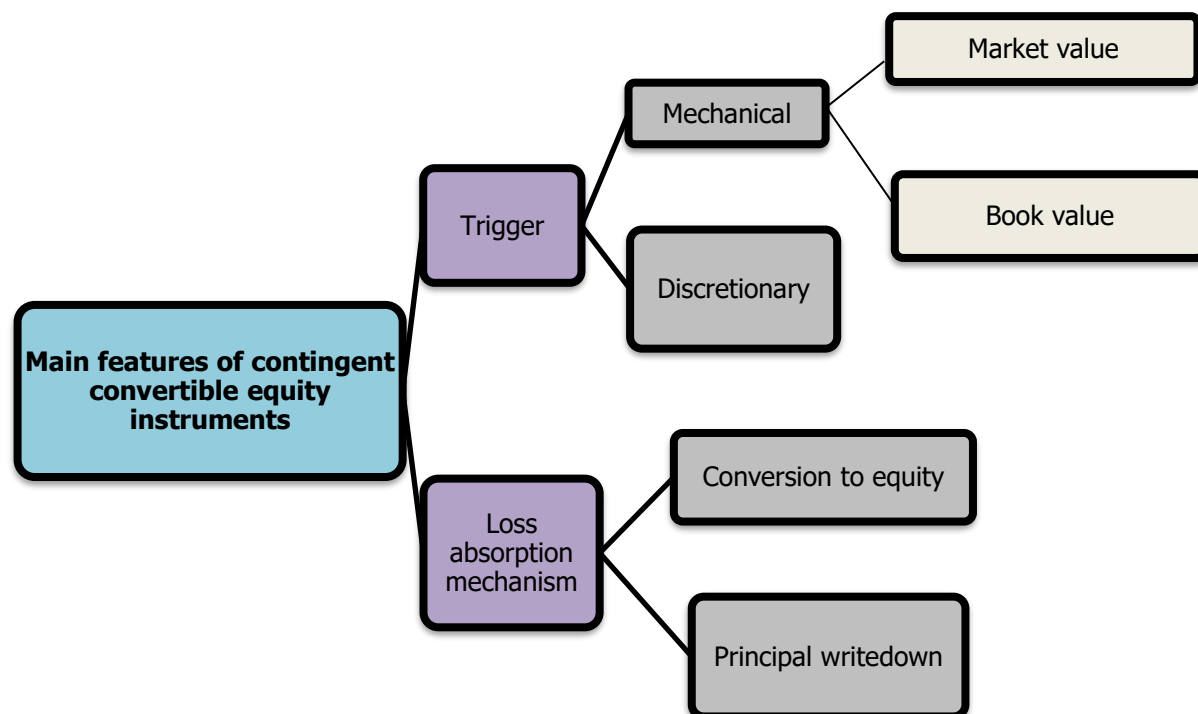 Market value
Mechanical
Book value
Trigger
Discretionary
Main features of contingent
convertible equity
instruments
Conversion to equity
Loss
absorption
mechanism
Principal writedown